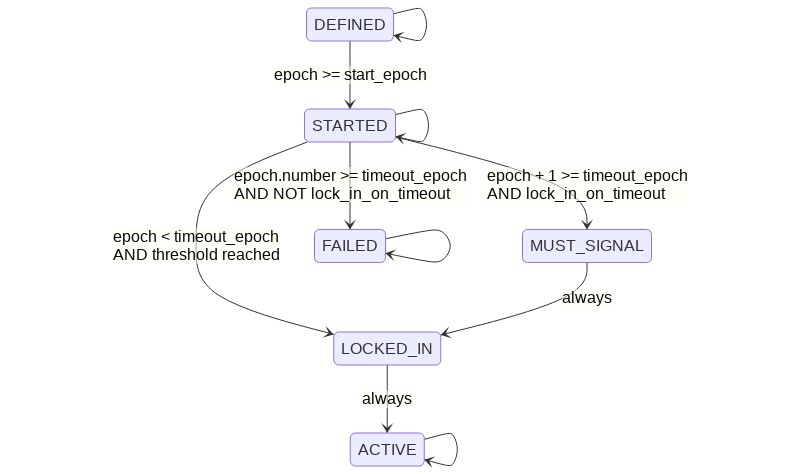 DEFINED
epoch >= start_epoch
STARTED
epoch.number >= timeout_epoch
AND NOT lock_in_on_timeout
epoch + 1 >= timeout_epoch
AND lock_in_on_timeout
epoch < timeout_epoch
AND threshold reached
FAILED
MUST_SIGNAL
always
LOCKED_IN
always
ACTIVE